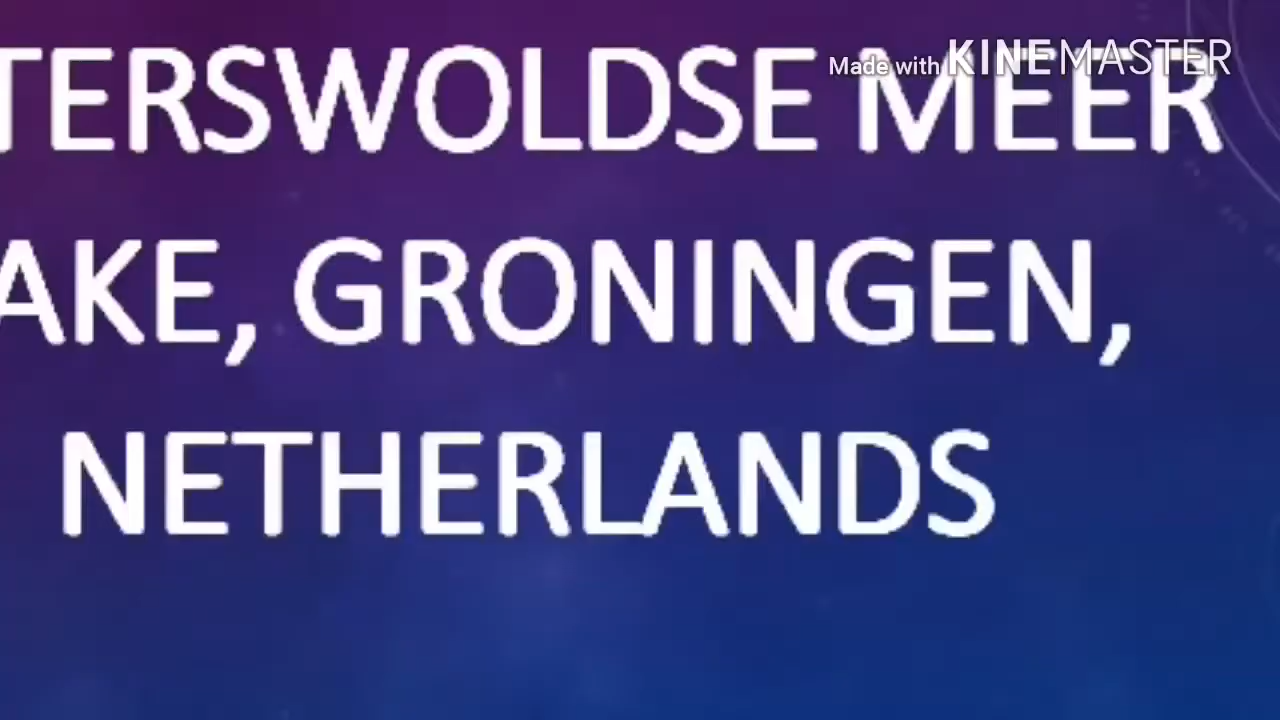 Made with KINEMASTER
TERSWOLDSE MEER
AKE, GRONINGEN,
NETHERLANDS